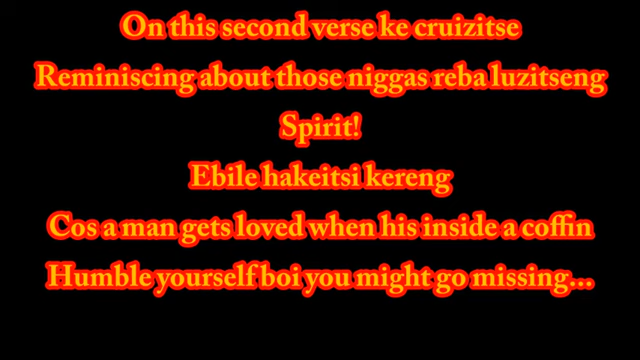 On this second verse ke cruizitse
Reminiscing about those niggas reba luzitseng
Spirit!
Ebile hakeitsi kereng
Cos a man gets loved when his inside a coffin
Humble yourself boi you might go missing...